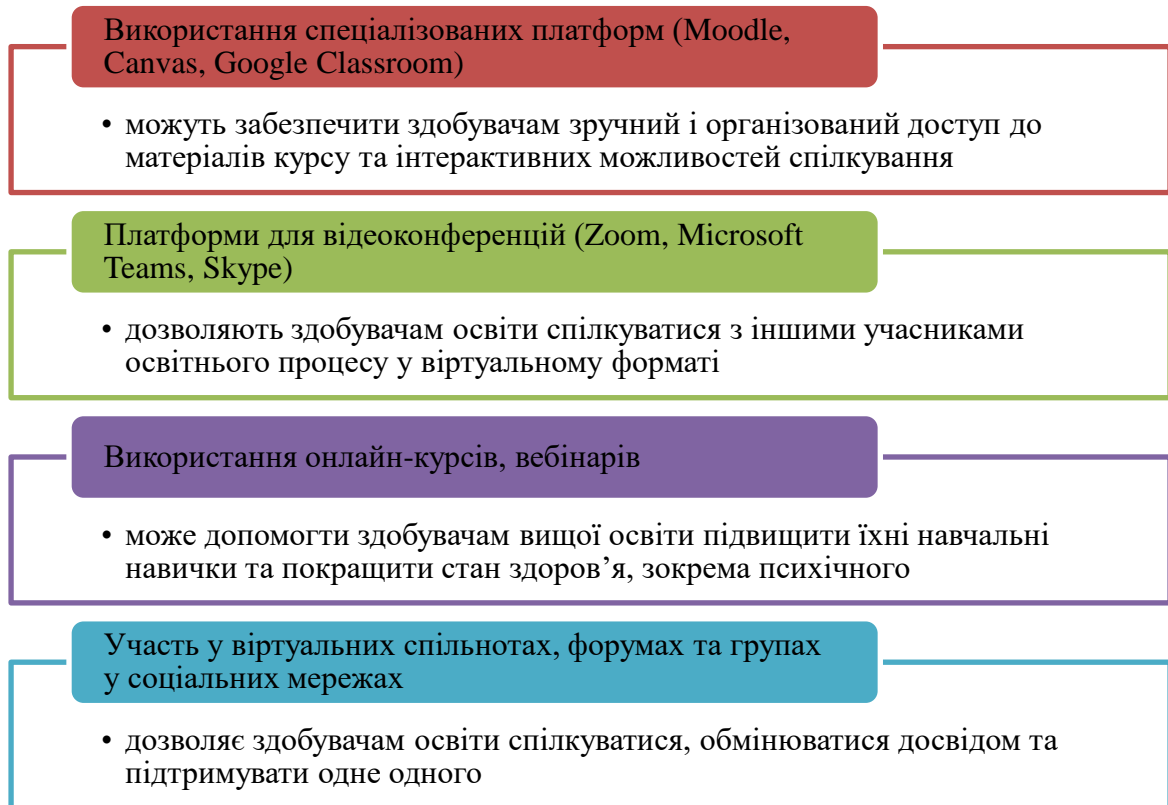 Використання спеціалізованих платформ (Moodle,
Canvas, Google Classroom)
• можуть забезпечити здобувачам зручний і організований доступ до
матеріалів курсу та інтерактивних можливостей спілкування
Платформи для відеоконференцій (Zoom, Microsoft
Teams, Skype)
• дозволяють здобувачам освіти спілкуватися з іншими учасниками
освітнього процесу у віртуальному форматі
Використання онлайн-курсів, вебінарів
• може допомогти здобувачам вищої освіти підвищити їхні навчальні
навички та покращити стан здоров’я, зокрема психічного
Участь у віртуальних спільнотах, форумах та групах
у соціальних мережах
• дозволяє здобувачам освіти спілкуватися, обмінюватися досвідом та
підтримувати одне одного